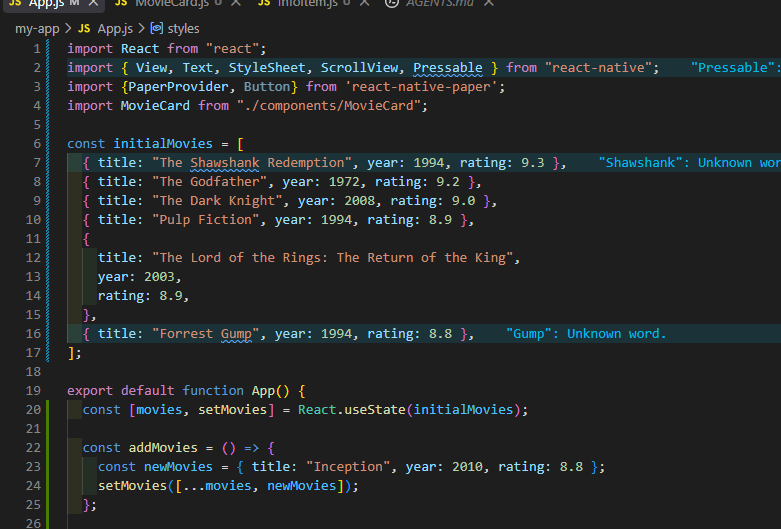 JS App.js M
JS MovieCard.js U
JS InfoItem.js U
AGENTS.md
my-app > JS App.js > styles
1 import React from "react";
2 import { View, Text, StyleSheet, ScrollView, Pressable } from "react-native"; "Pressable":
3 import {PaperProvider, Button} from 'react-native-paper';
4 import MovieCard from "./components/MovieCard";
5
6 const initialMovies = [
7 { title: "The Shawshank Redemption", year: 1994, rating: 9.3 }, "Shawshank": Unknown wor
8 { title: "The Godfather", year: 1972, rating: 9.2 },
9 { title: "The Dark Knight", year: 2008, rating: 9.0 },
10 { title: "Pulp Fiction", year: 1994, rating: 8.9 },
11 {
12 title: "The Lord of the Rings: The Return of the King",
13 year: 2003,
14 rating: 8.9,
15 },
16 { title: "Forrest Gump", year: 1994, rating: 8.8 }, "Gump": Unknown word.
17 ];
18
19 export default function App() {
20 const [movies, setMovies] = React.useState(initialMovies);
21
22 const addMovies = () => {
23 const newMovies = { title: "Inception", year: 2010, rating: 8.8 };
24 setMovies([...movies, newMovies]);
25 };
26